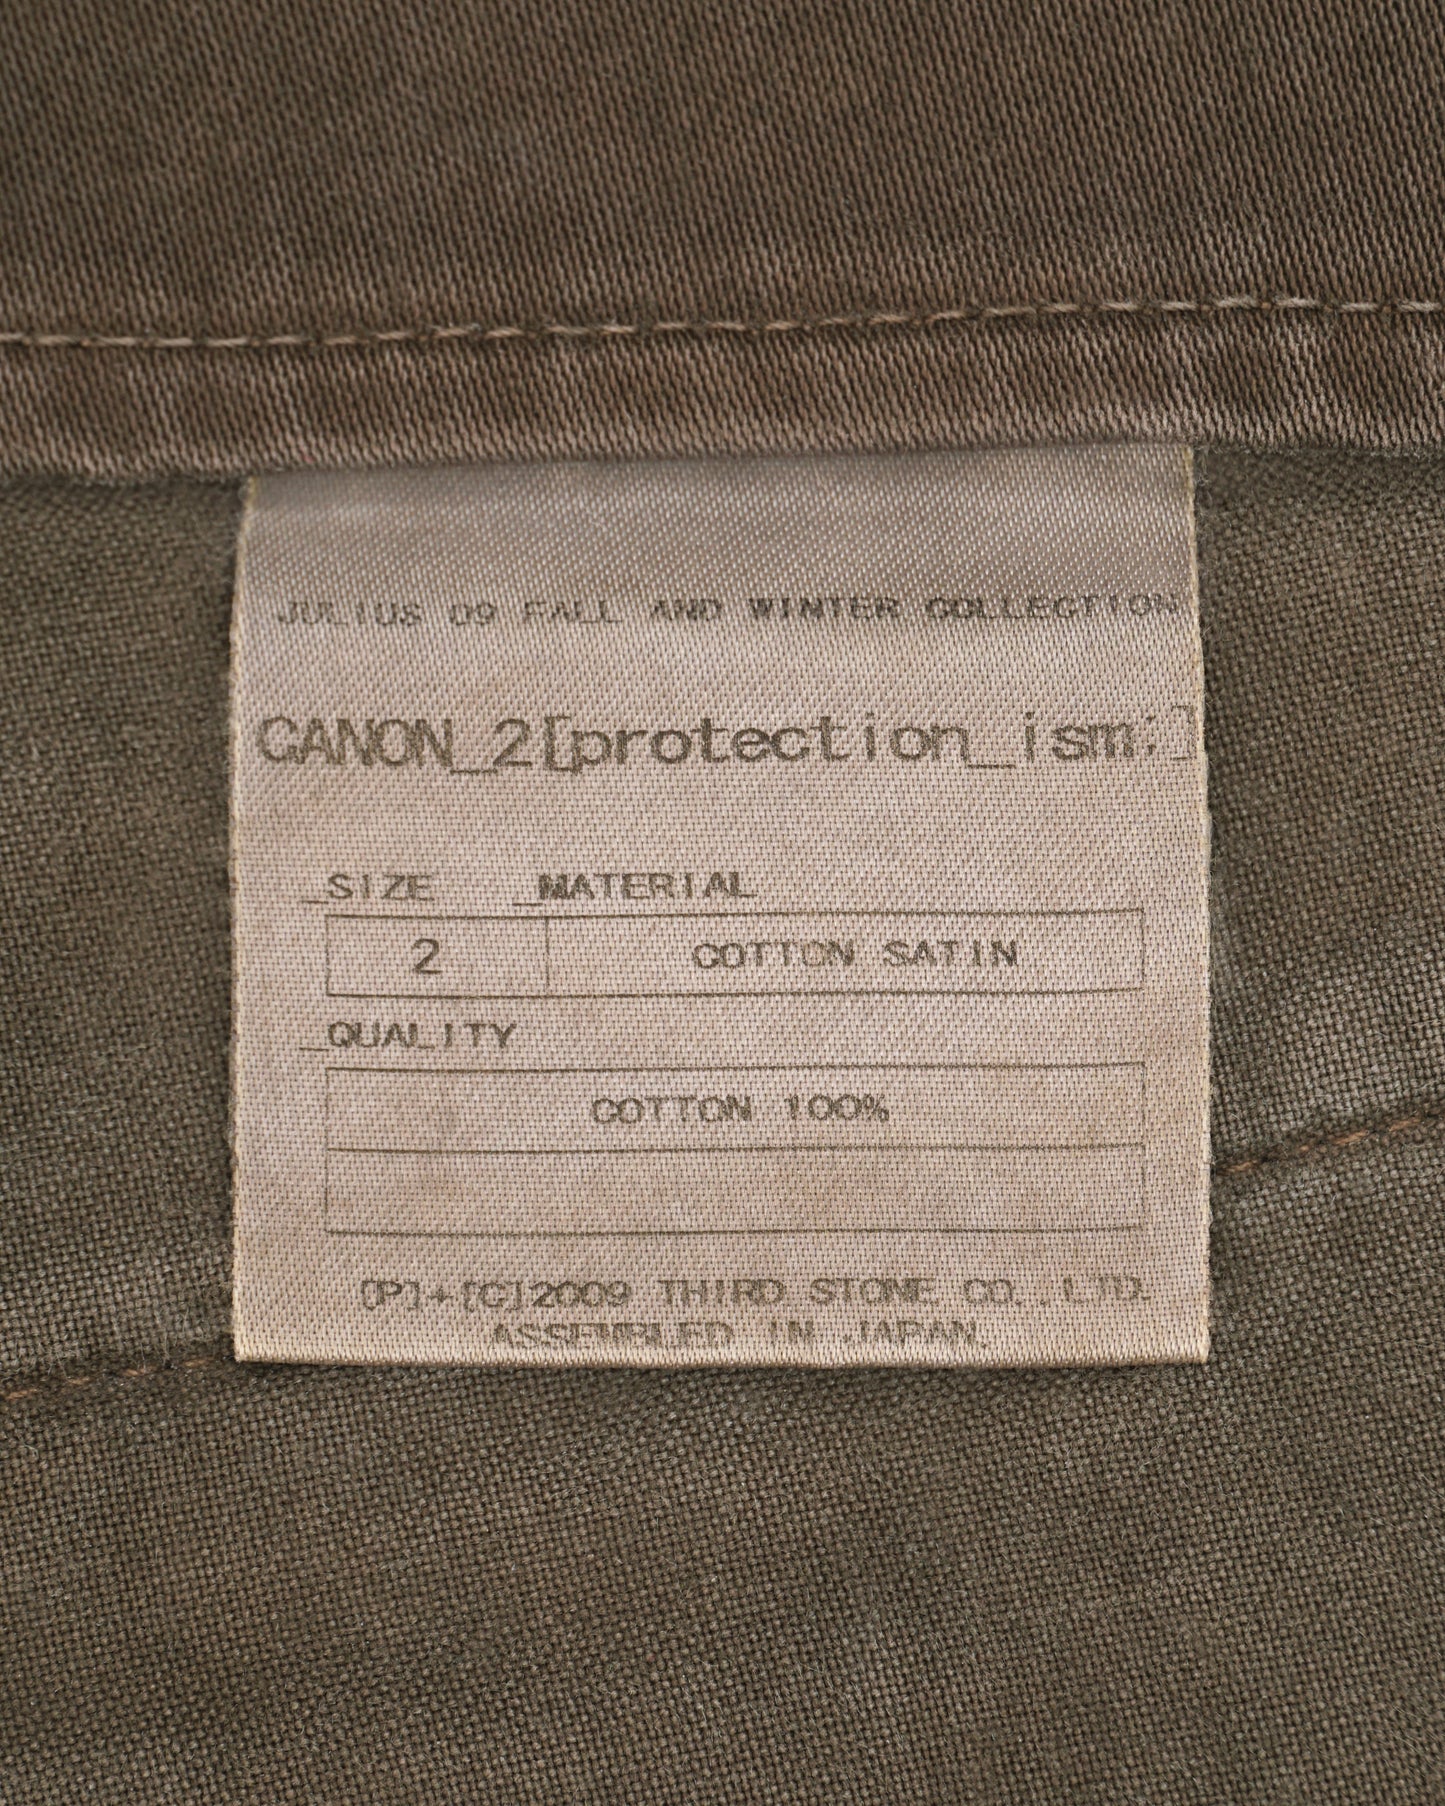 JULIUS 09 FALL AND WINTER COLLECTION
CANON_2[protection_ism:]
_SIZE _MATERIAL
2 COTTON SATIN
_QUALITY
COTTON 100%
[P]+[C]2009 THIRD STONE CO.,LTD.
ASSEMBLED IN JAPAN.